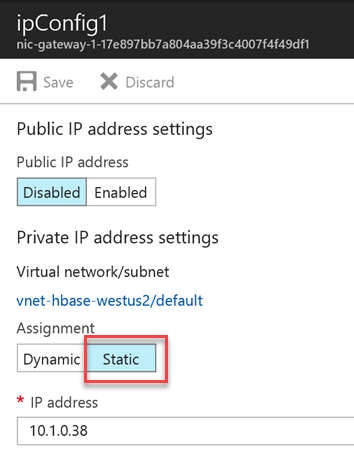 ipConfig1
nic-gateway-1-17e897bb7a804aa39f3c4007f4f49df1
Save Discard
Public IP address settings
Public IP address
Disabled Enabled
Private IP address settings
Virtual network/subnet
vnet-hbase-westus2/default
Assignment
Dynamic Static
* IP address
10.1.0.38